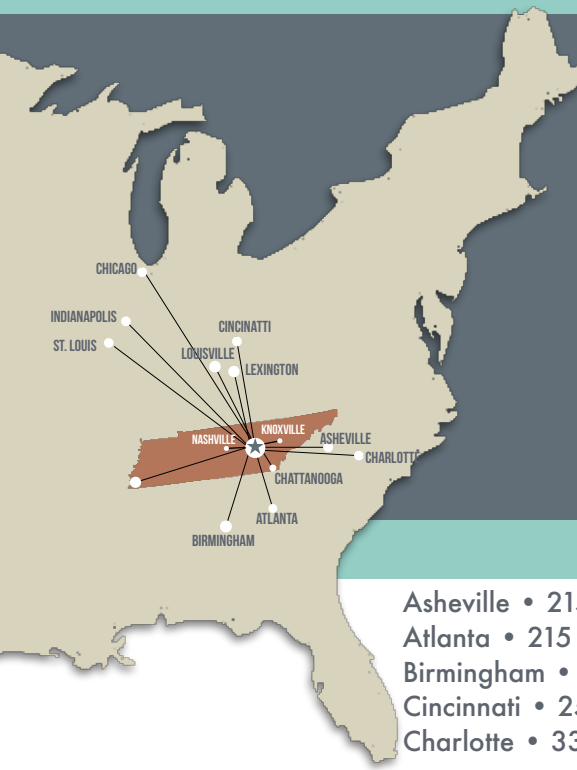 CHICAGO
INDIANAPOLIS
CINCINATTI
ST. LOUIS
LOUISVILLE
LEXINGTON
KNOXVILLE
NASHVILLE
ASHEVILLE
CHARLOTTE
CHATTANOOGA
ATLANTA
BIRMINGHAM
Asheville •
Atlanta • 215
Birmingham •
Cincinnati •
Charlotte •